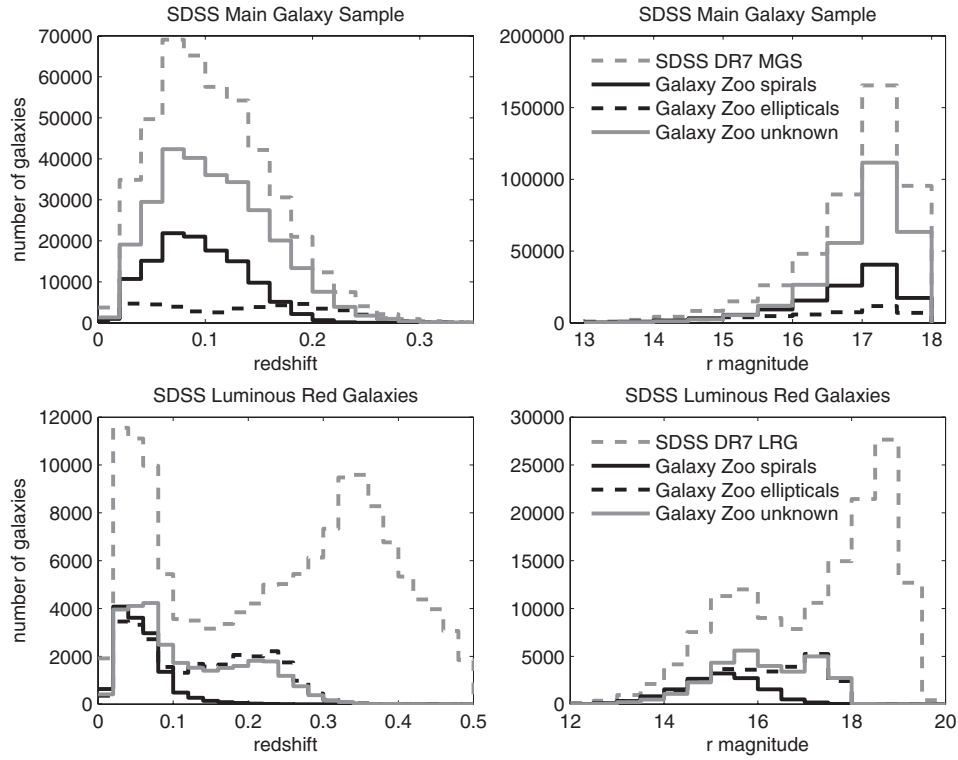 SDSS Main Galaxy Sample
70000
60000
50000
40000
30000
20000
10000
0
number of galaxies
0 0.1 0.2 0.3
redshift
SDSS Main Galaxy Sample
200000
150000
100000
50000
0
SDSS DR7 MGS
Galaxy Zoo spirals
Galaxy Zoo ellipticals
Galaxy Zoo unknown
13 14 15 16 17 18
r magnitude
SDSS Luminous Red Galaxies
12000
10000
8000
6000
4000
2000
0
number of galaxies
0 0.1 0.2 0.3 0.4 0.5
redshift
SDSS Luminous Red Galaxies
30000
25000
20000
15000
10000
5000
0
SDSS DR7 LRG
Galaxy Zoo spirals
Galaxy Zoo ellipticals
Galaxy Zoo unknown
12 14 16 18 20
r magnitude